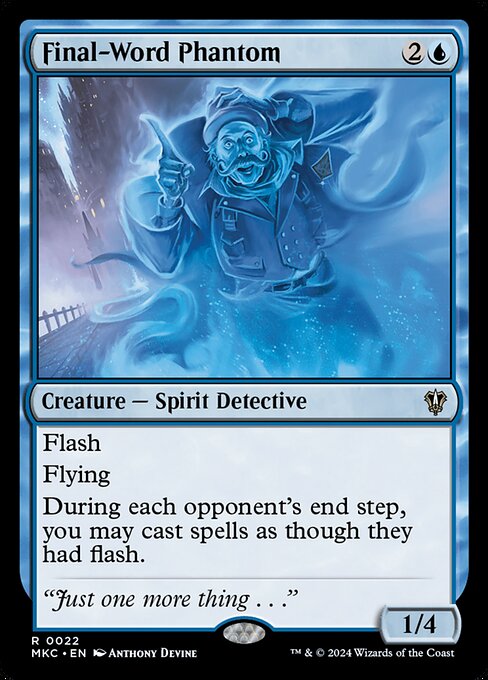 Final-Word Phantom 2
Creature — Spirit Detective
Flash
Flying
During each opponent's end step,
you may cast spells as though they
had flash.
“Just one more thing . . .”
1/4
R 0022
MKC • EN Anthony Devine
™ & © 2024 Wizards of the Coast